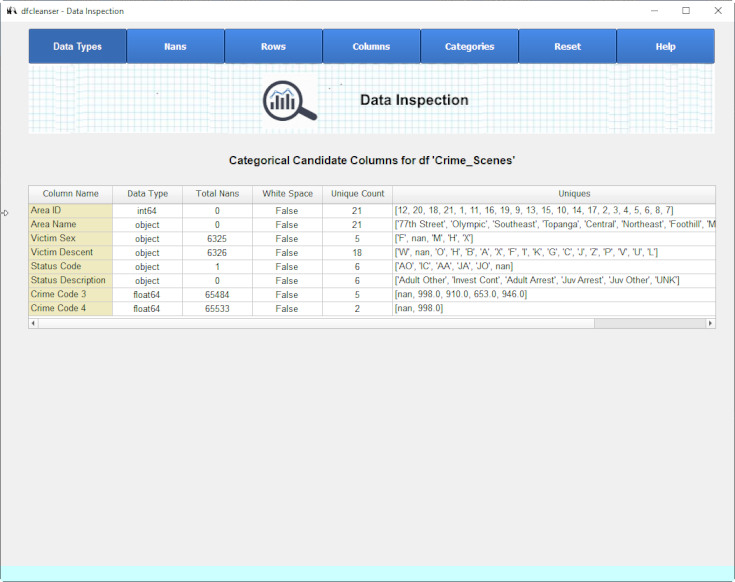 dfcleanser - Data Inspection
Data Types Nans Rows Columns Categories Reset Help
Data Inspection
Categorical Candidate Columns for df 'Crime_Scenes'
Column Name Data Type Total Nans White Space Unique Count Uniques
Area ID int64 0 False 21 [12, 20, 18, 21, 1, 11, 16, 19, 9, 13, 15, 10, 14, 17, 2, 3, 4, 5, 6, 8, 7]
Area Name object 0 False 21 ['77th Street', 'Olympic', 'Southeast', 'Topanga', 'Central', 'Northeast', 'Foothill', 'M
Victim Sex object 6325 False 5 ['F', nan, 'M', 'H', 'X']
Victim Descent object 6326 False 18 ['W', nan, 'O', 'H', 'B', 'A', 'X', 'F', 'I', 'K', 'G', 'C', 'J', 'Z', 'P', 'V', 'U', 'L']
Status Code object 1 False 6 ['AO', 'IC', 'AA', 'JA', 'JO', nan]
Status Description object 0 False 6 ['Adult Other', 'Invest Cont', 'Adult Arrest', 'Juv Arrest', 'Juv Other', 'UNK']
Crime Code 3 float64 65484 False 5 [nan, 998.0, 910.0, 653.0, 946.0]
Crime Code 4 float64 65533 False 2 [nan, 998.0]